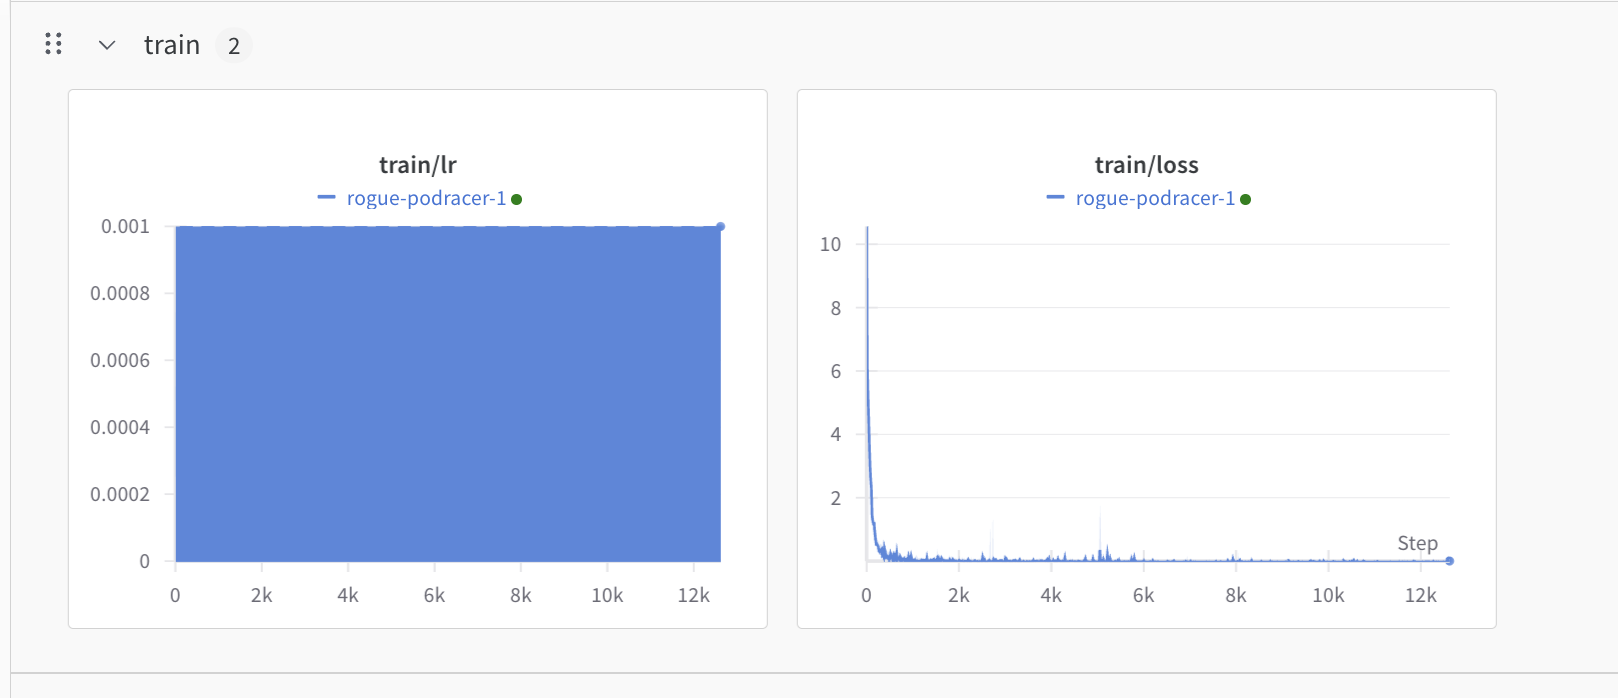 train 2
train/lr
rogue-podracer-1
0.001
0.0008
0.0006
0.0004
0.0002
0
0 2k 4k 6k 8k 10k 12k
train/loss
rogue-podracer-1
10
8
6
4
2
Step
0 2k 4k 6k 8k 10k 12k